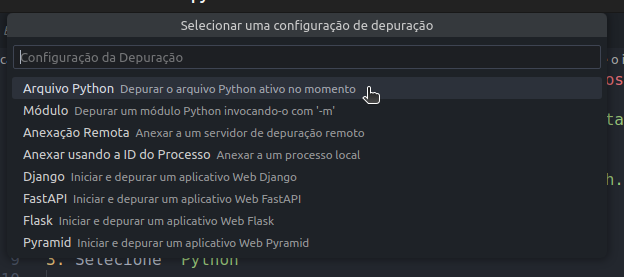 Selecionar uma configuração de depuração
Configuração da Depuração
Arquivo Python Depurar o arquivo Python ativo no momento
Módulo Depurar um módulo Python invocando-o com '-m'
Anexação Remota Anexar a um servidor de depuração remoto
Anexar usando a ID do Processo Anexar a um processo local
Django Iniciar e depurar um aplicativo Web Django
FastAPI Iniciar e depurar um aplicativo Web FastAPI
Flask Iniciar e depurar um aplicativo Web Flask
Pyramid Iniciar e depurar um aplicativo Web Pyramid
9 3. Selecione "Python